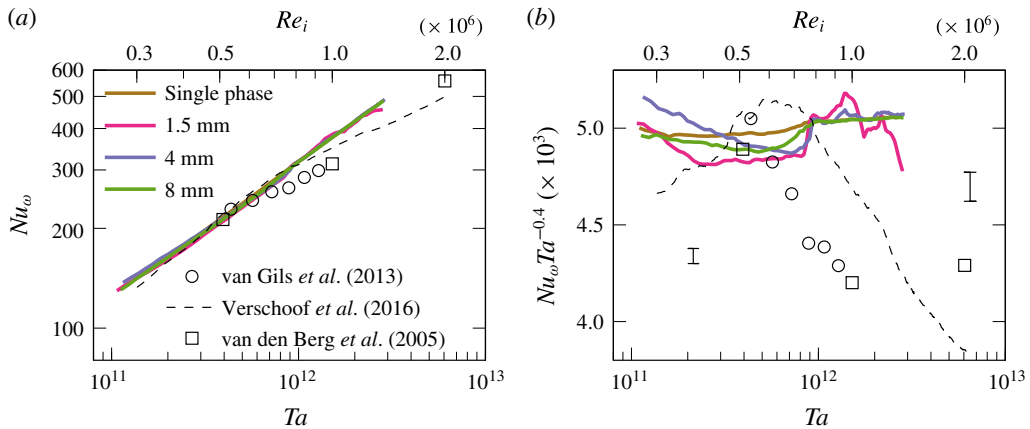 (a)
Re_i
(× 10^6)
0.3 0.5 1.0 2.0
600
500
400
300
200
100
Nu_ω
Single phase
1.5 mm
4 mm
8 mm
van Gils et al. (2013)
Verschoof et al. (2016)
van den Berg et al. (2005)
10^11 10^12 10^13
Ta
(b)
Re_i
(× 10^6)
0.3 0.5 1.0 2.0
5.0
4.5
4.0
Nu_ω Ta^−0.4 (× 10^3)
10^11 10^12 10^13
Ta